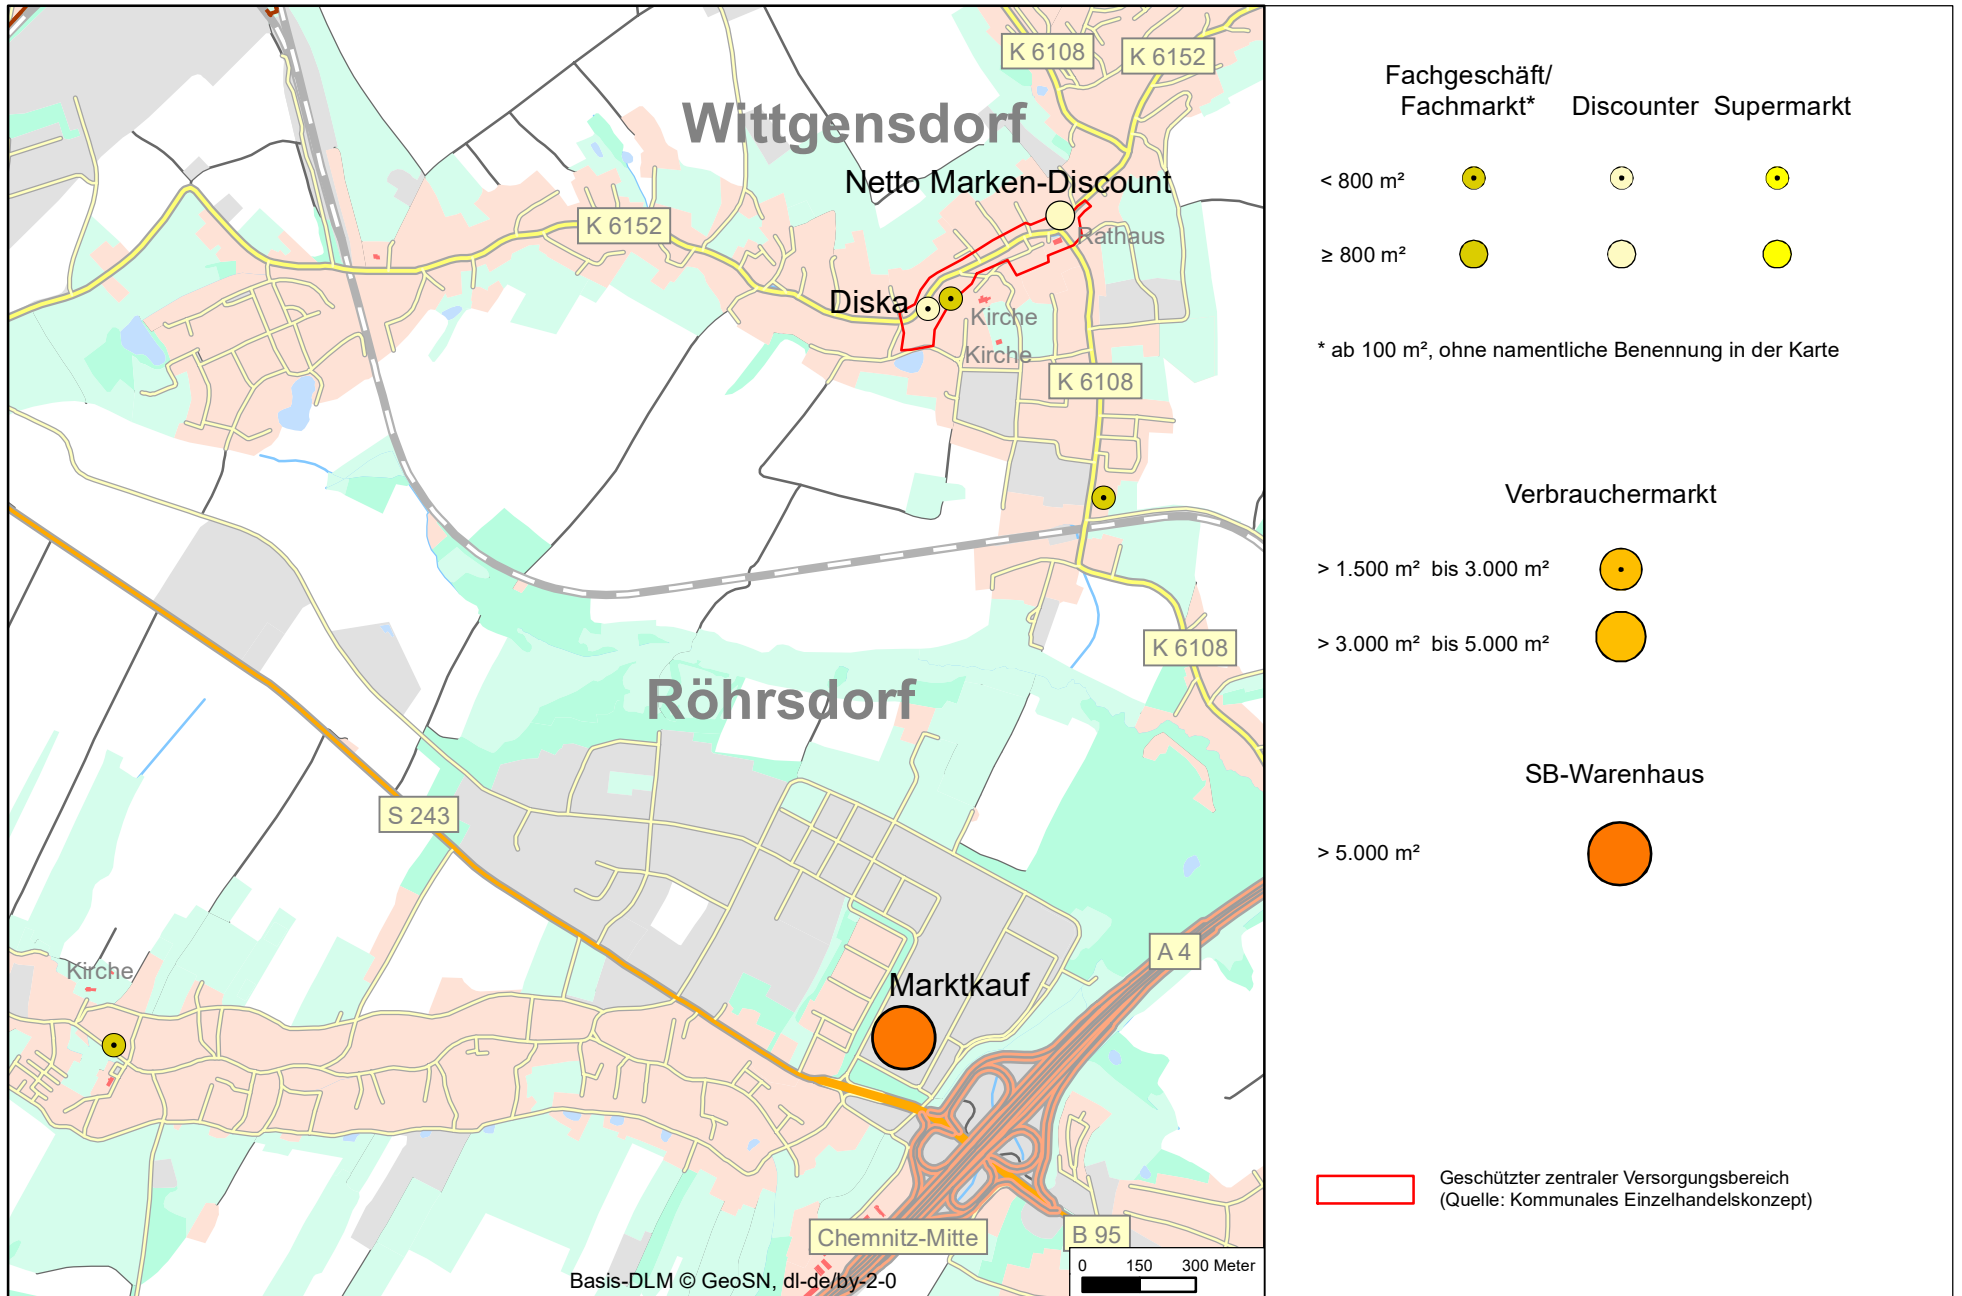 K 6108
K 6152
Wittgensdorf
Netto Marken-Discount
K 6152
Rathaus
Diska
Kirche
Kirche
K 6108
K 6108
Röhrsdorf
S 243
A 4
Kirche
Marktkauf
Chemnitz-Mitte
B 95
Basis-DLM © GeoSN, dl-de/by-2-0
0 150 300 Meter
Fachgeschäft/
Fachmarkt* Discounter Supermarkt
< 800 m²
≥ 800 m²
* ab 100 m², ohne namentliche Benennung in der Karte
Verbrauchermarkt
> 1.500 m² bis 3.000 m²
> 3.000 m² bis 5.000 m²
SB-Warenhaus
> 5.000 m²
Geschützter zentraler Versorgungsbereich
(Quelle: Kommunales Einzelhandelskonzept)